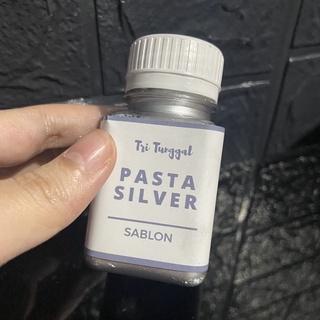 Tri Tunggal
PASTA
SILVER
SABLON